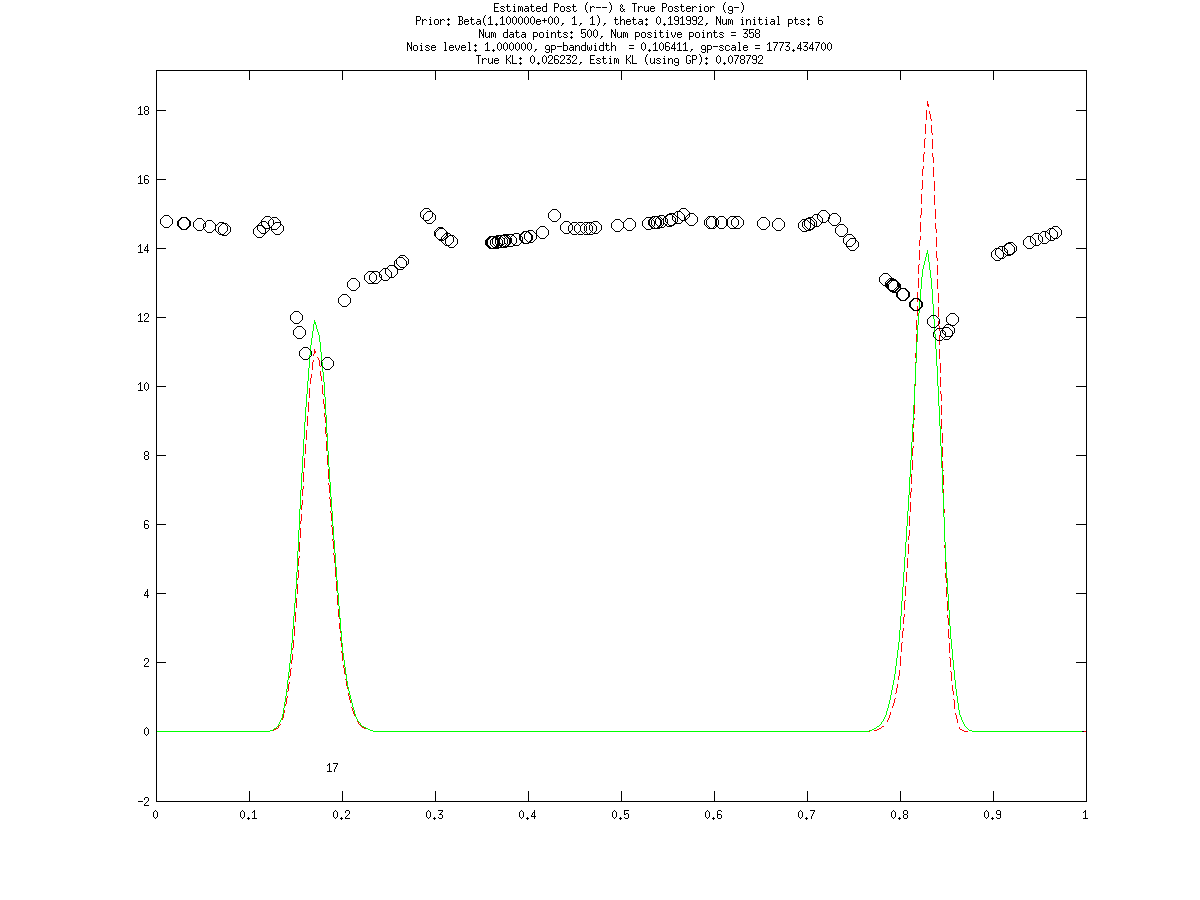 Estimated Post (r--) & True Posterior (g-)
Prior: Beta(1.100000e+00, 1, 1), theta: 0.191992, Num initial pts: 6
Num data points: 500, Num positive points = 358
Noise level: 1.000000, gp-bandwidth  = 0.106411, gp-scale = 1773.434700
True KL: 0.026232, Estim KL (using GP): 0.078792
18
16
14
12
10
8
6
4
2
0
17
-2
0 0.1 0.2 0.3 0.4 0.5 0.6 0.7 0.8 0.9 1